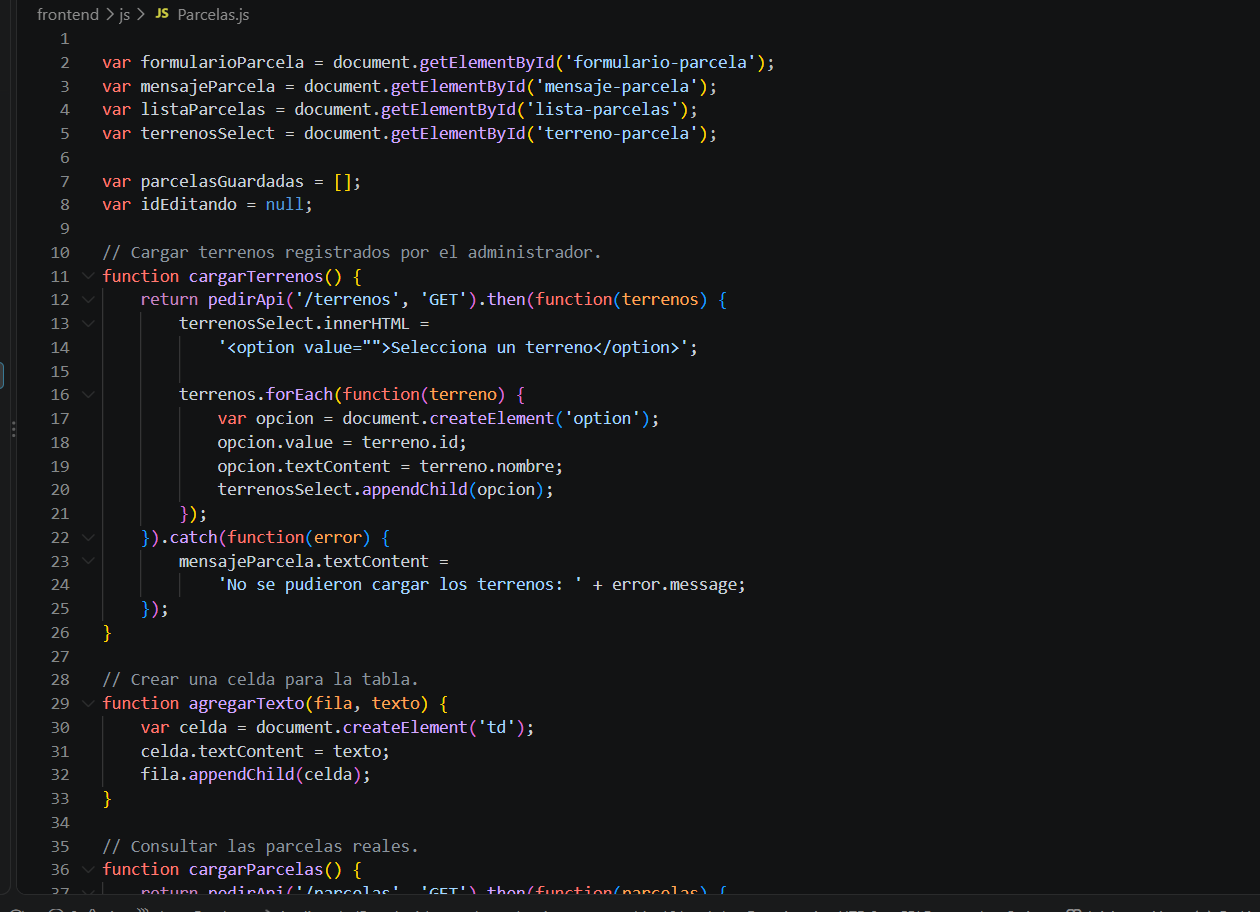 frontend > js > JS Parcelas.js
1
2 var formularioParcela = document.getElementById('formulario-parcela');
3 var mensajeParcela = document.getElementById('mensaje-parcela');
4 var listaParcelas = document.getElementById('lista-parcelas');
5 var terrenosSelect = document.getElementById('terreno-parcela');
6
7 var parcelasGuardadas = [];
8 var idEditando = null;
9
10 // Cargar terrenos registrados por el administrador.
11 function cargarTerrenos() {
12     return pedirApi('/terrenos', 'GET').then(function(terrenos) {
13         terrenosSelect.innerHTML =
14             '<option value="">Selecciona un terreno</option>';
15
16         terrenos.forEach(function(terreno) {
17             var opcion = document.createElement('option');
18             opcion.value = terreno.id;
19             opcion.textContent = terreno.nombre;
20             terrenosSelect.appendChild(opcion);
21         });
22     }).catch(function(error) {
23         mensajeParcela.textContent =
24             'No se pudieron cargar los terrenos: ' + error.message;
25     });
26 }
27
28 // Crear una celda para la tabla.
29 function agregarTexto(fila, texto) {
30     var celda = document.createElement('td');
31     celda.textContent = texto;
32     fila.appendChild(celda);
33 }
34
35 // Consultar las parcelas reales.
36 function cargarParcelas() {
37     return pedirApi('/parcelas', 'GET').then(function(parcelas) {